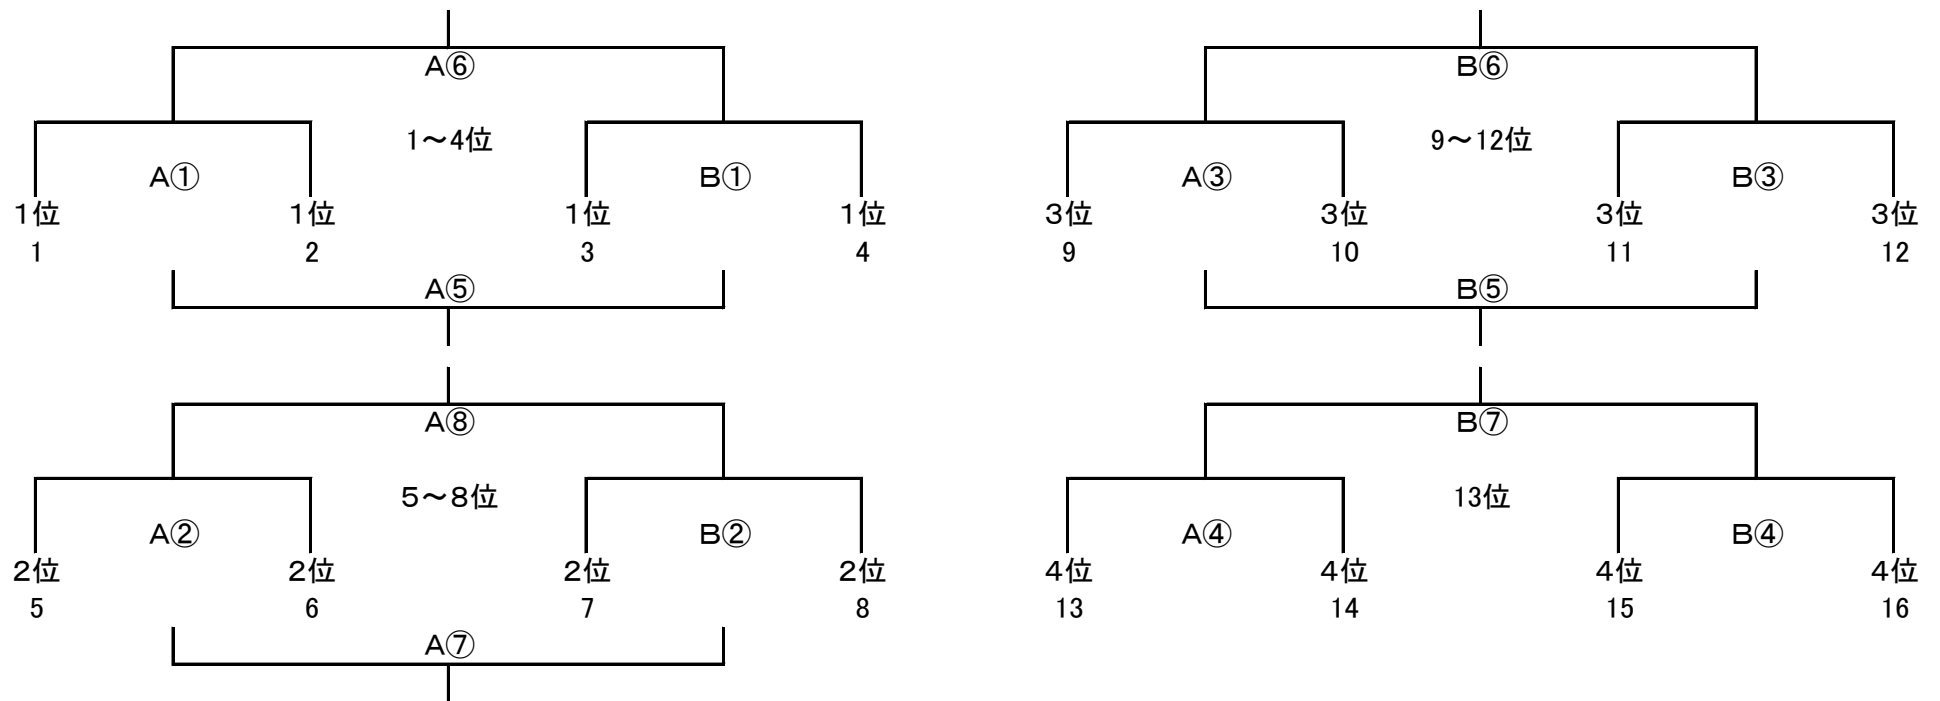 A⑥
1～4位
A① B①
１位 １位 １位 １位
1 2 3 4
A⑤
B⑥
9～12位
A③ B③
３位 ３位 ３位 ３位
9 10 11 12
B⑤
A⑧
５～８位
A② B②
２位 ２位 ２位 ２位
5 6 7 8
A⑦
B⑦
13位
A④ B④
４位 ４位 ４位 ４位
13 14 15 16